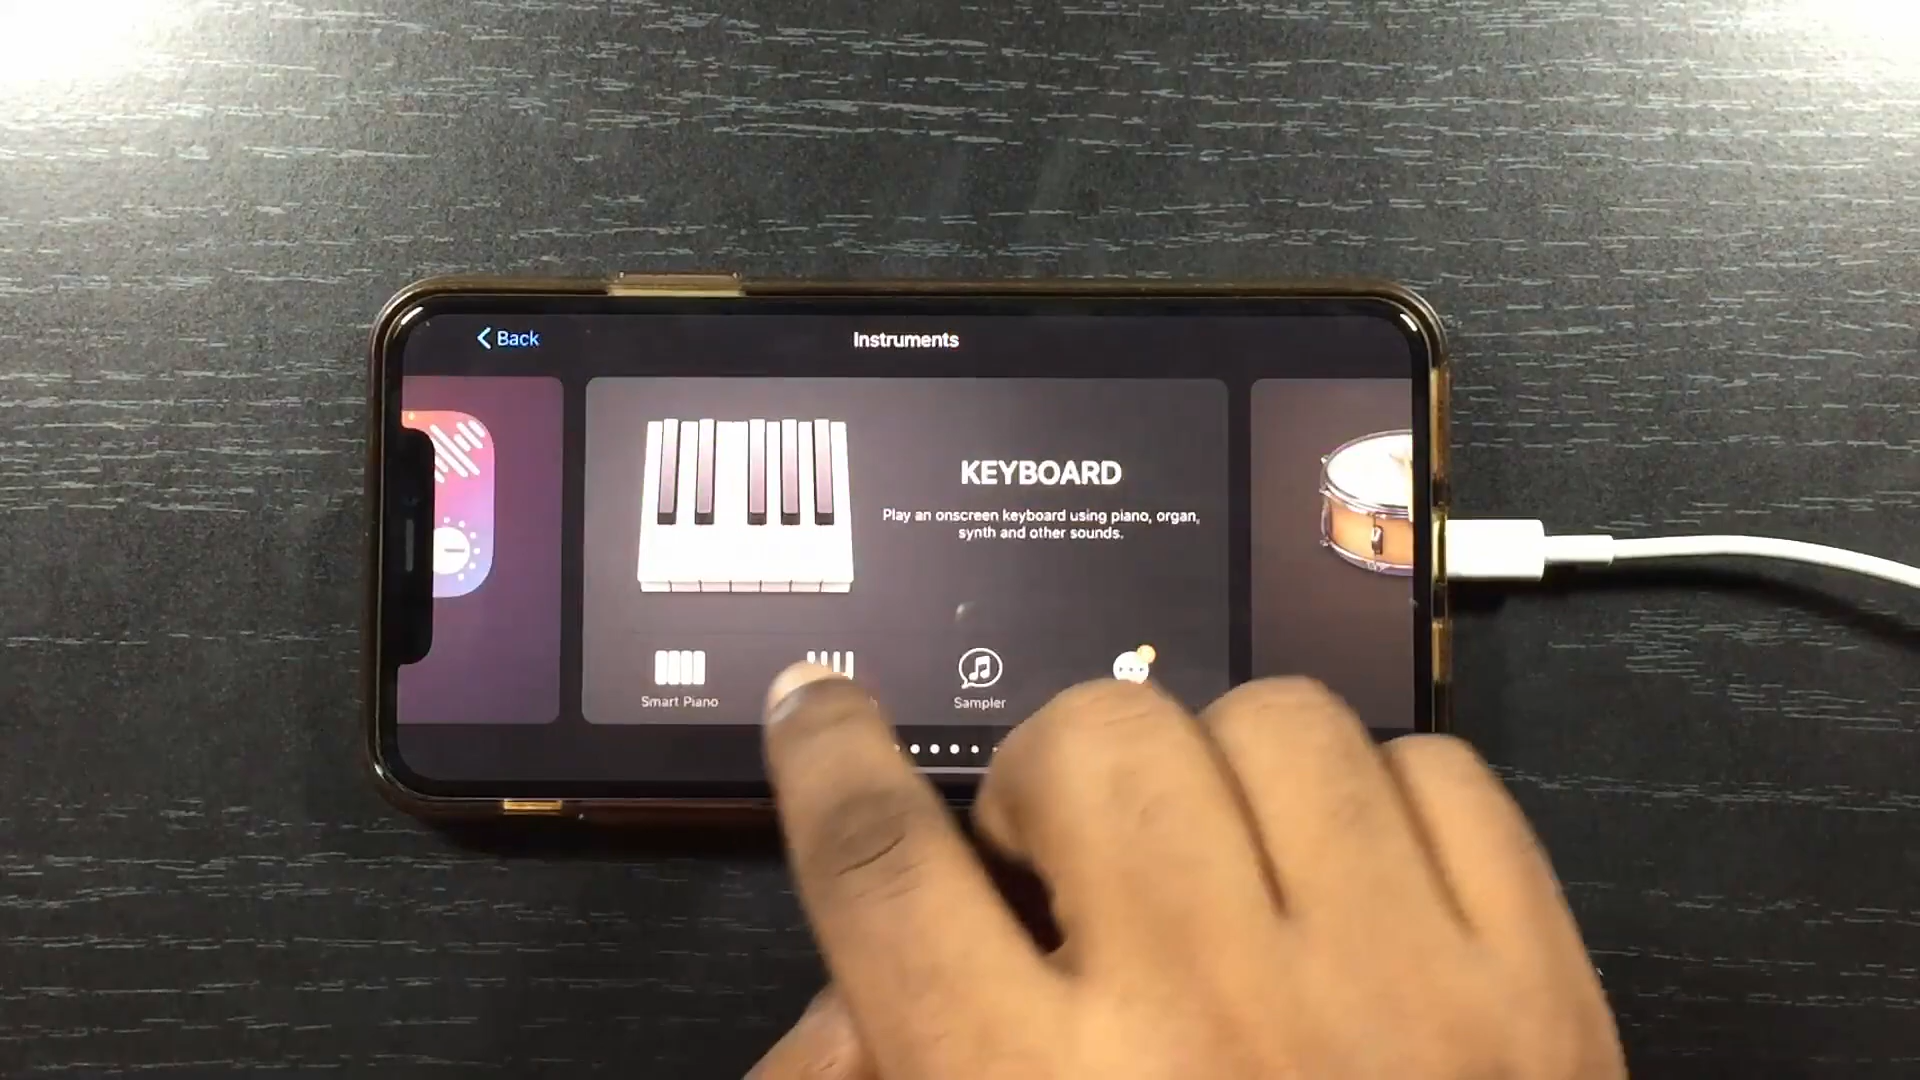 Back
Instruments
KEYBOARD
Play an onscreen keyboard using piano, organ,
synth and other sounds.
Smart Piano
Sampler